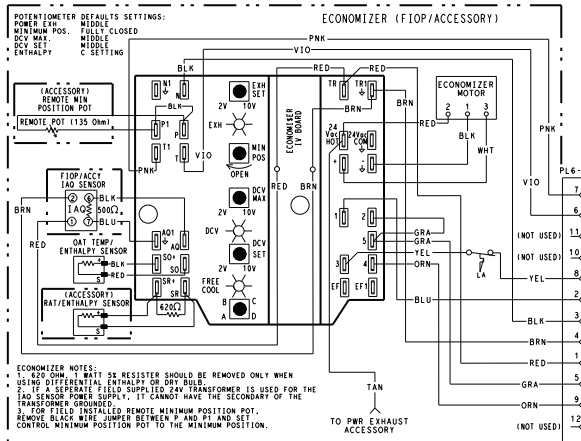 POTENTIOMETER DEFAULTS SETTINGS:
POWER EXH MIDDLE
MINIMUM POS. FULLY CLOSED
DCV MAX. MIDDLE
DCV SET MIDDLE
ENTHALPY C SETTING
ECONOMIZER (FIOP/ACCESSORY)
PNK
VIO
BLK
RED
RED
(ACCESSORY)
REMOTE MIN
POSITION POT
REMOTE POT (135 Ohm)
N1
N
BLK
P1
P
T1
T
PNK
VIO
EXH
SET
2V 10V
EXH
MIN
POS
OPEN
DCV
MAX
2V 10V
DCV
DCV
SET
2V 10V
FREE
COOL
B C
A D
ECONOMI$ER
IV BOARD
RED
BRN
TR
TR1
BRN
BRN
24
Vac
HOT
24Vac
COM
+
-
1
2
5
3
4
EF
EF1
ECONOMIZER
MOTOR
2 1 3
RED
BLK
WHT
PNK
VIO
FIOP/ACCY
IAQ SENSOR
2 6
IAQ
500Ω
1 7
BLK
BLU
BRN
RED
AQ1
AQ
OAT TEMP/
ENTHALPY SENSOR
+
S
BLK
RED
SO+
SO
(ACCESSORY)
RAT/ENTHALPY SENSOR
+
S
SR+
SR
620Ω
GRA
GRA
YEL
ORN
LA
BLU
PL6-
7
6
(NOT USED) 11
(NOT USED) 10
YEL 8
2
BLK 3
BRN 4
RED 1
GRA 5
ORN 9
(NOT USED) 12
TAN
TO PWR EXHAUST
ACCESSORY
ECONOMIZER NOTES:
1. 620 OHM, 1 WATT 5% RESISTER SHOULD BE REMOVED ONLY WHEN
USING DIFFERENTIAL ENTHALPY OR DRY BULB.
2. IF A SEPERATE FIELD SUPPLIED 24V TRANSFORMER IS USED FOR THE
IAQ SENSOR POWER SUPPLY, IT CANNOT HAVE THE SECONDARY OF THE
TRANSFORMER GROUNDED.
3. FOR FIELD INSTALLED REMOTE MINIMUM POSITION POT,
REMOVE BLACK WIRE JUMPER BETWEEN P AND P1 AND SET
CONTROL MINIMUM POSITION POT TO THE MINIMUM POSITION.